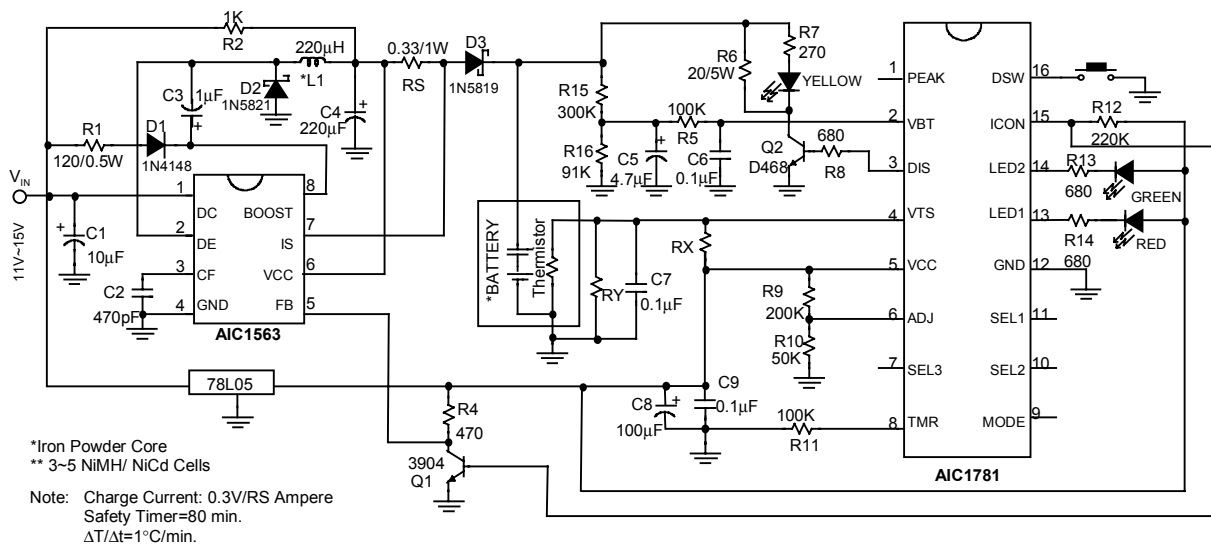 1K
R2
220μH
*L1
0.33/1W
RS
D3
1N5819
C3
1μF
D2
1N5821
C4
220μF
R1
120/0.5W
D1
1N4148
VIN
11V~15V
C1
10μF
C2
470pF
1
DC
2
DE
3
CF
4
GND
8
BOOST
7
IS
6
VCC
5
FB
AIC1563
78L05
R4
470
3904
Q1
R15
300K
R16
91K
C5
4.7μF
100K
R5
C6
0.1μF
R6
20/5W
R7
270
YELLOW
Q2
D468
680
R8
*BATTERY
Thermistor
RY
C7
0.1μF
RX
R9
200K
R10
50K
C8
100μF
C9
0.1μF
100K
R11
1
PEAK
2
VBT
3
DIS
4
VTS
5
VCC
6
ADJ
7
SEL3
8
TMR
16
DSW
15
ICON
14
LED2
13
LED1
12
GND
11
SEL1
10
SEL2
9
MODE
AIC1781
R12
220K
R13
680
GREEN
R14
680
RED
*Iron Powder Core
** 3~5 NiMH/ NiCd Cells
Note: Charge Current: 0.3V/RS Ampere
Safety Timer=80 min.
ΔT/Δt=1°C/min.